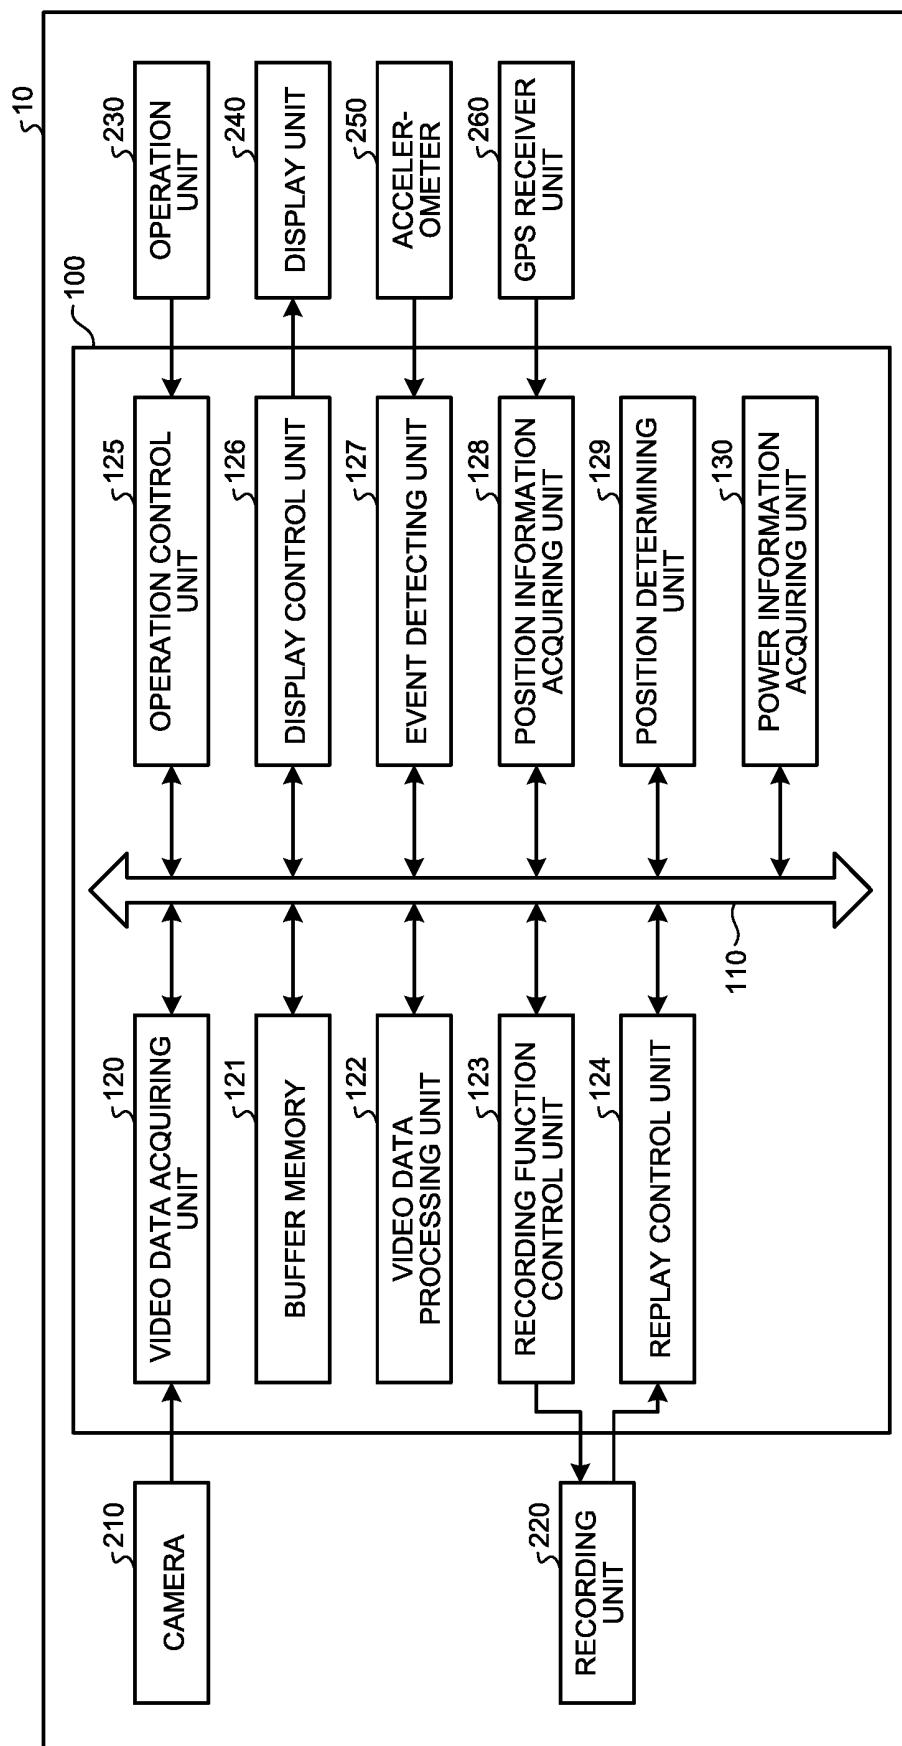 10
100
210
CAMERA
220
RECORDING
UNIT
120
VIDEO DATA ACQUIRING
UNIT
121
BUFFER MEMORY
122
VIDEO DATA
PROCESSING UNIT
123
RECORDING FUNCTION
CONTROL UNIT
124
REPLAY CONTROL UNIT
110
125
OPERATION CONTROL
UNIT
126
DISPLAY CONTROL UNIT
127
EVENT DETECTING UNIT
128
POSITION INFORMATION
ACQUIRING UNIT
129
POSITION DETERMINING
UNIT
130
POWER INFORMATION
ACQUIRING UNIT
230
OPERATION
UNIT
240
DISPLAY UNIT
250
ACCELER-
OMETER
260
GPS RECEIVER
UNIT